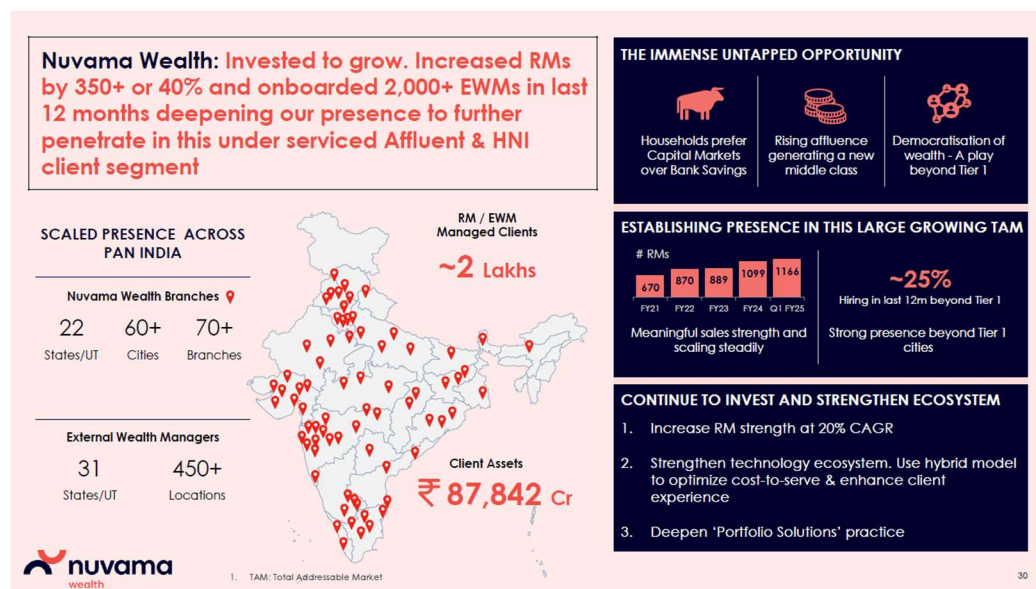 Nuvama Wealth: Invested to grow. Increased RMs
by 350+ or 40% and onboarded 2,000+ EWMs in last
12 months deepening our presence to further
penetrate in this under serviced Affluent & HNI
client segment
SCALED PRESENCE ACROSS
PAN INDIA
Nuvama Wealth Branches
22 60+ 70+
States/UT Cities Branches
External Wealth Managers
31 450+
States/UT Locations
RM / EWM
Managed Clients
~2 Lakhs
Client Assets
₹ 87,842 Cr
THE IMMENSE UNTAPPED OPPORTUNITY
Households prefer
Capital Markets
over Bank Savings
Rising affluence
generating a new
middle class
Democratisation of
wealth - A play
beyond Tier 1
ESTABLISHING PRESENCE IN THIS LARGE GROWING TAM
# RMs
670 870 889 1099 1166
FY21 FY22 FY23 FY24 Q1 FY25
Meaningful sales strength and
scaling steadily
~25%
Hiring in last 12m beyond Tier 1
Strong presence beyond Tier 1
cities
CONTINUE TO INVEST AND STRENGTHEN ECOSYSTEM
1. Increase RM strength at 20% CAGR
2. Strengthen technology ecosystem. Use hybrid model
to optimize cost-to-serve & enhance client
experience
3. Deepen ‘Portfolio Solutions’ practice
nuvama
wealth
1. TAM: Total Addressable Market
30